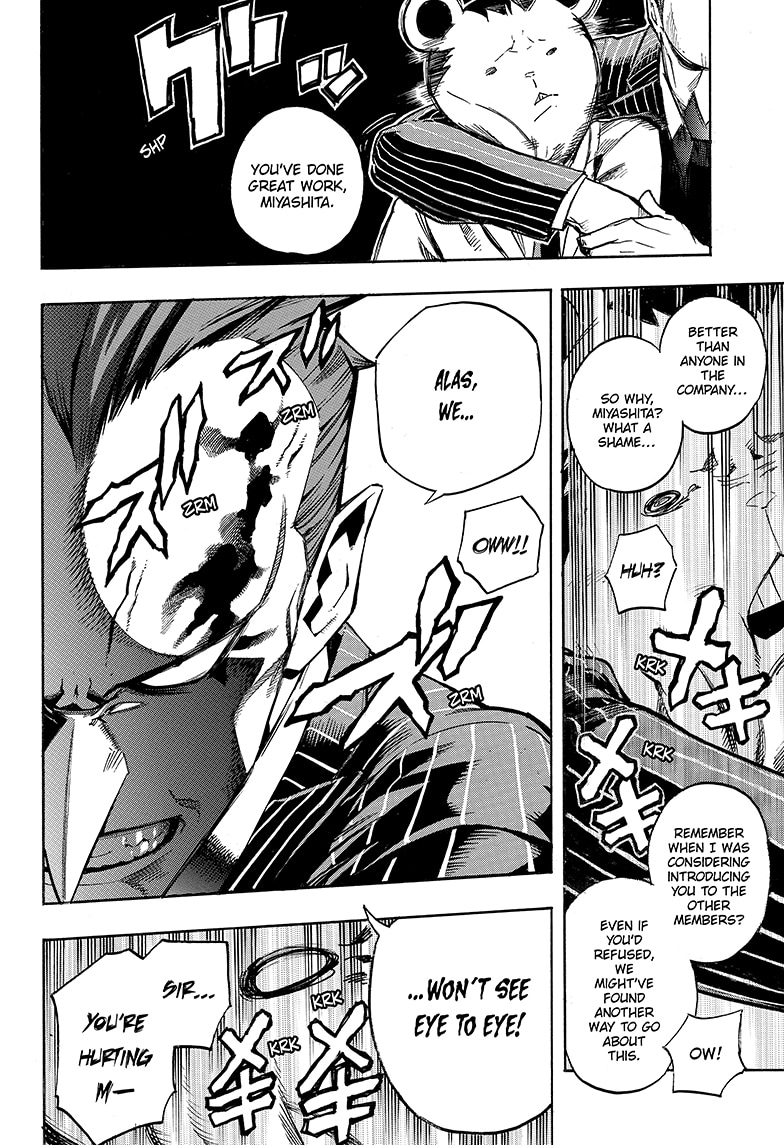 グッ
SHP
YOU'VE DONE
GREAT WORK,
MIYASHITA.
BETTER
THAN
ANYONE IN
THE
COMPANY...
SO WHY,
MIYASHITA?
WHAT A
SHAME...
HUH?
メキ
KRK
メキ
KRK
REMEMBER
WHEN I WAS
CONSIDERING
INTRODUCING
YOU TO THE
OTHER
MEMBERS?
EVEN IF
YOU'D
REFUSED,
WE
MIGHT'VE
FOUND
ANOTHER
WAY TO GO
ABOUT
THIS.
OW!
ALAS,
WE...
ズ
ZRM
ズ
ZRM
OWW!!
ズ
ZRM
...WON'T SEE
EYE TO EYE!
KRK
メキ
KRK
メキ
SIR...
YOU'RE
HURTING
M—